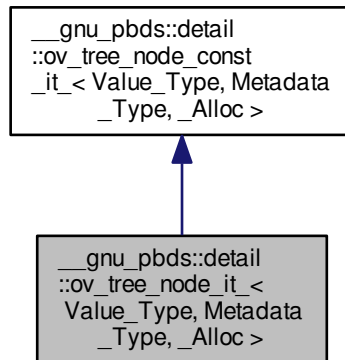 __gnu_pbds::detail
::ov_tree_node_const
_it_< Value_Type, Metadata
_Type, _Alloc >
__gnu_pbds::detail
::ov_tree_node_it_<
Value_Type, Metadata
_Type, _Alloc >